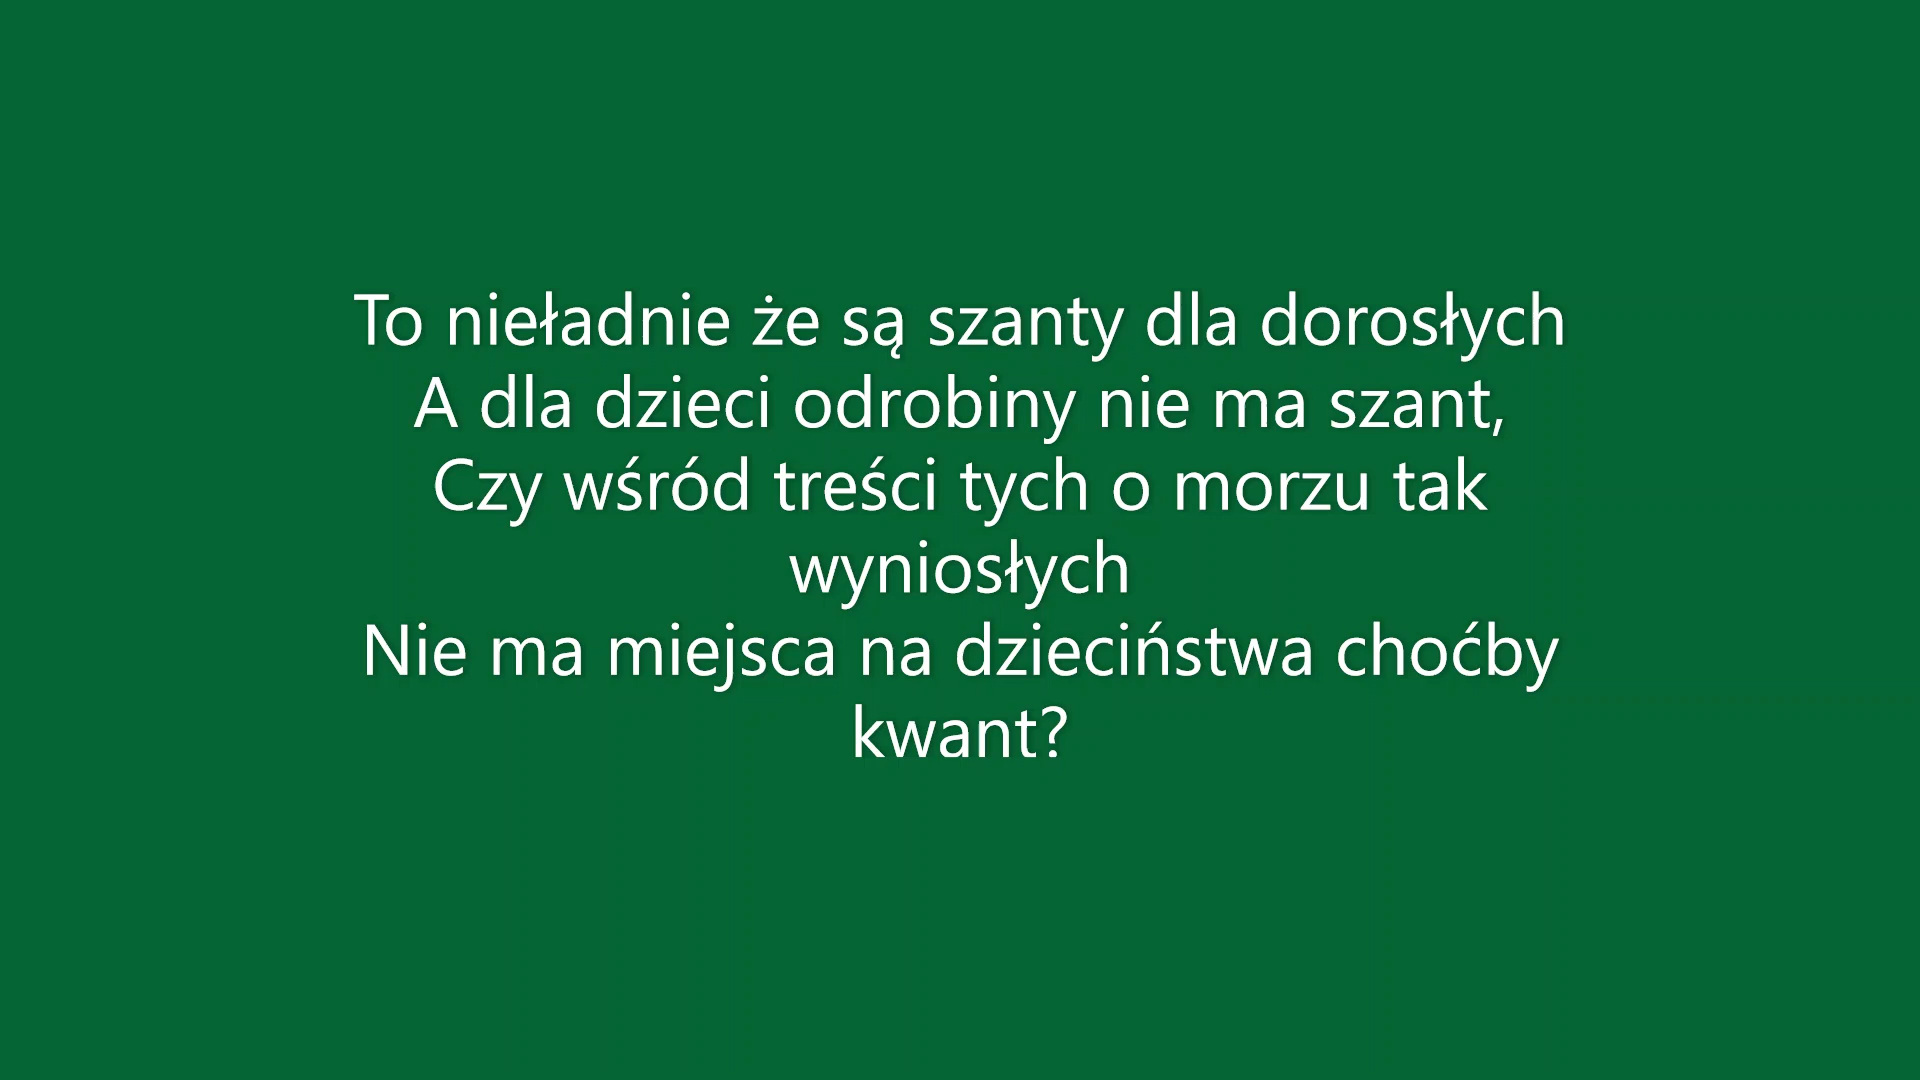 To nieładnie że są szanty dla dorosłych
A dla dzieci odrobiny nie ma szant,
Czy wśród treści tych o morzu tak
wyniosłych
Nie ma miejsca na dzieciństwa choćby
kwant?